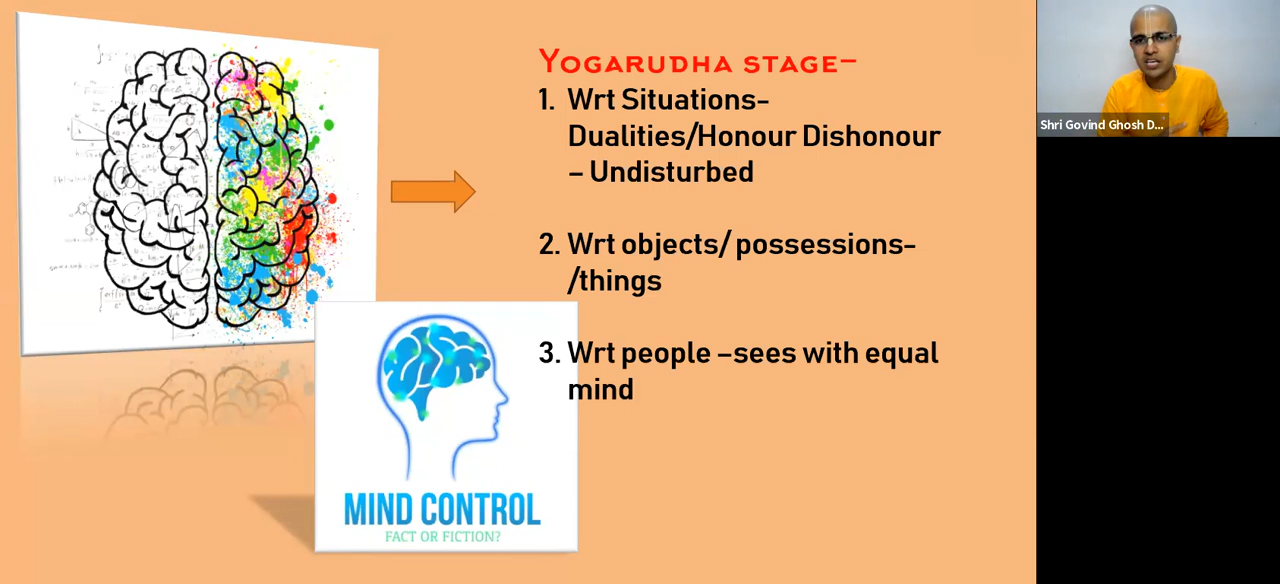 YOGARUDHA STAGE–
1. Wrt Situations–
Dualities/Honour Dishonour
– Undisturbed
2. Wrt objects/ possessions–
/things
3. Wrt people –sees with equal
mind
MIND CONTROL
FACT OR FICTION?
Shri Govind Ghosh D...